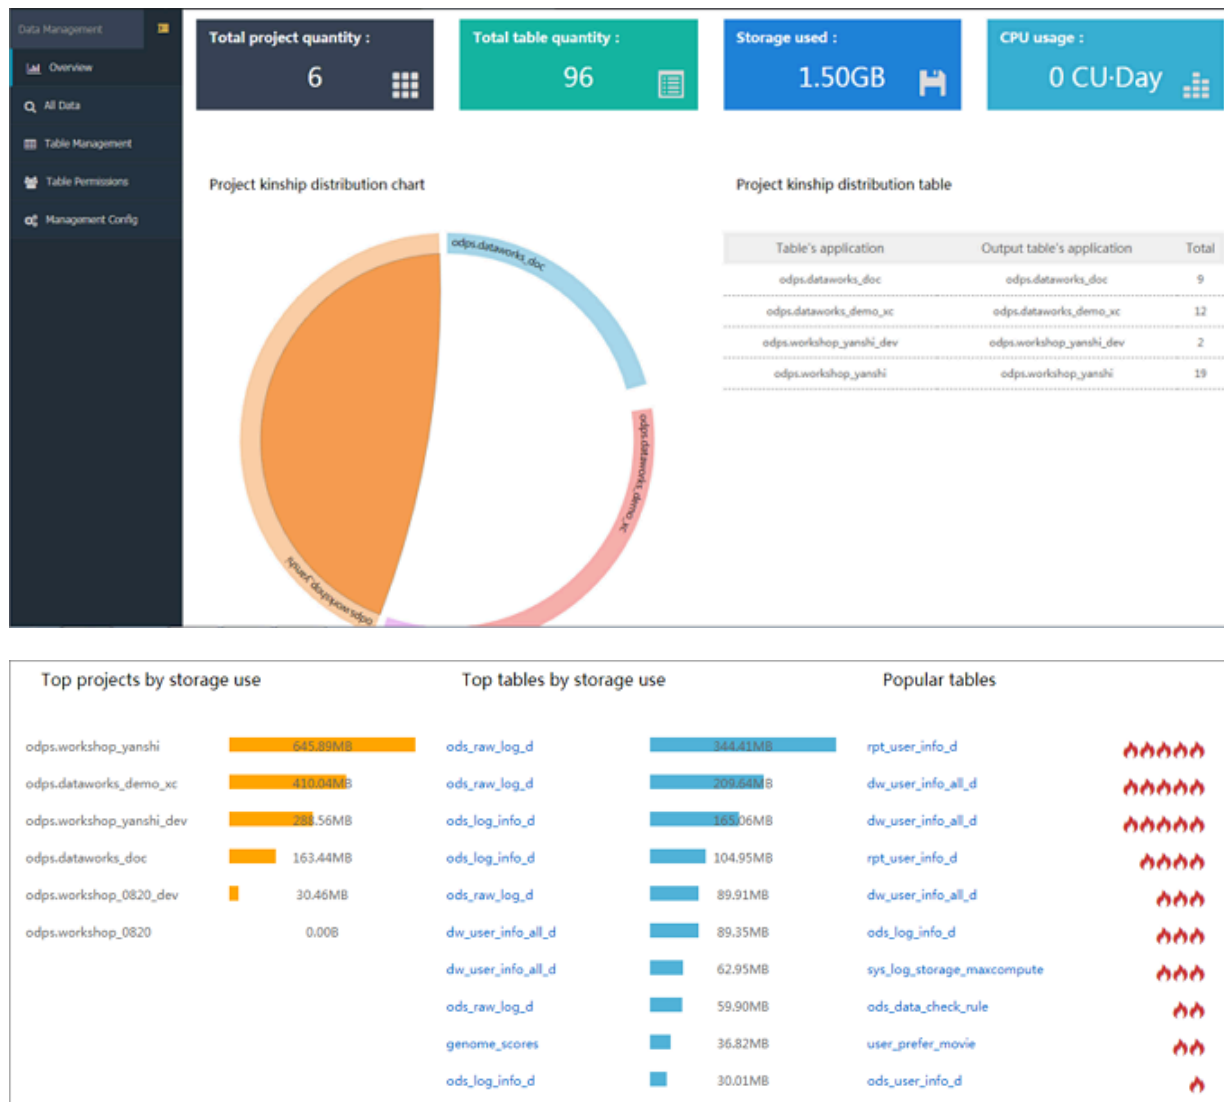 Data Management
Overview
All Data
Table Management
Table Permissions
Management Config
Total project quantity :
6
Total table quantity :
96
Storage used :
1.50GB
CPU usage :
0 CU·Day
Project kinship distribution chart
odps.dataworks_doc
odps.dataworks_demo_xc
odps.workshop_yanshi
Project kinship distribution table
Table's application Output table's application Total
odps.dataworks_doc odps.dataworks_doc 9
odps.dataworks_demo_xc odps.dataworks_demo_xc 12
odps.workshop_yanshi_dev odps.workshop_yanshi_dev 2
odps.workshop_yanshi odps.workshop_yanshi 19
Top projects by storage use
odps.workshop_yanshi 645.89MB
odps.dataworks_demo_xc 410.04MB
odps.workshop_yanshi_dev 288.56MB
odps.dataworks_doc 163.44MB
odps.workshop_0820_dev 30.46MB
odps.workshop_0820 0.00B
Top tables by storage use
ods_raw_log_d 344.41MB
ods_raw_log_d 209.64MB
ods_log_info_d 165.06MB
ods_log_info_d 104.95MB
ods_raw_log_d 89.91MB
dw_user_info_all_d 89.35MB
dw_user_info_all_d 62.95MB
ods_raw_log_d 59.90MB
genome_scores 36.82MB
ods_log_info_d 30.01MB
Popular tables
rpt_user_info_d
dw_user_info_all_d
dw_user_info_all_d
rpt_user_info_d
dw_user_info_all_d
ods_log_info_d
sys_log_storage_maxcompute
ods_data_check_rule
user_prefer_movie
ods_user_info_d